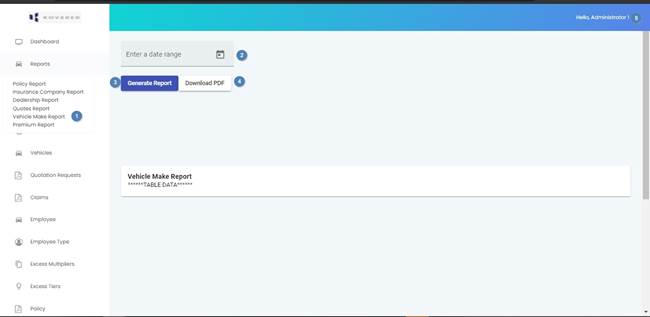 KOVERED
Hello, Administrator ! 5
Dashboard
Reports
Policy Report
Insurance Company Report
Dealership Report
Quotes Report
Vehicle Make Report 1
Premium Report
Vehicles
Quotation Requests
Claims
Employee
Employee Type
Excess Multipliers
Excess Tiers
Policy
Enter a date range 2
3 Generate Report Download PDF 4
Vehicle Make Report
******TABLE DATA******